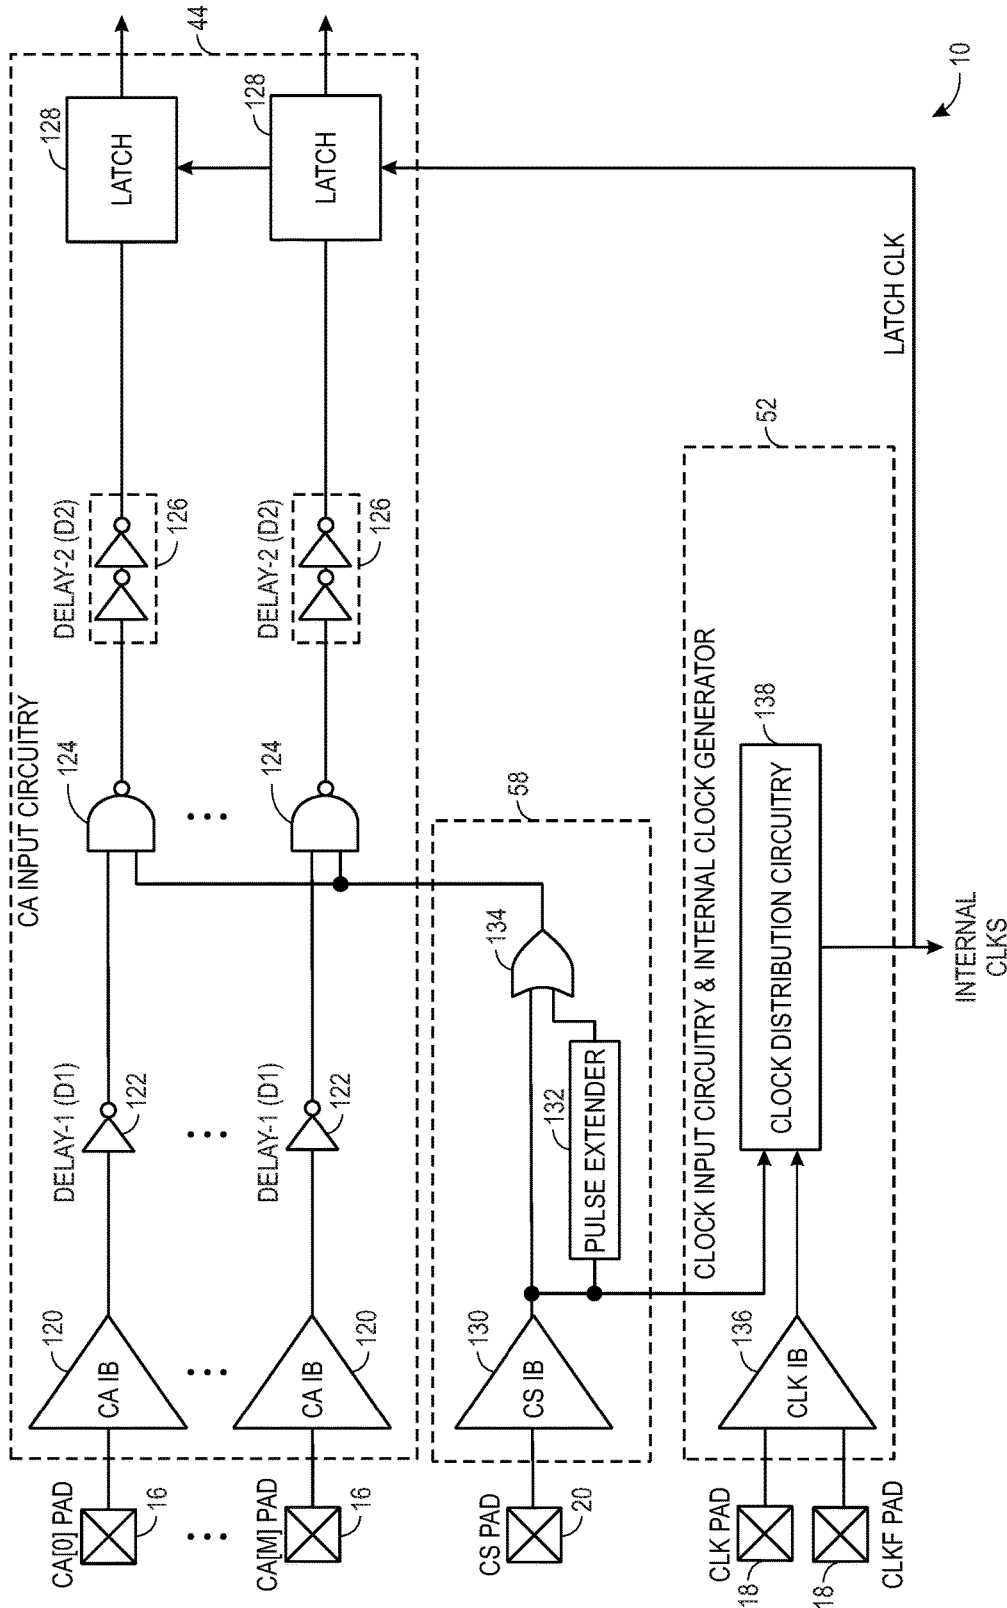 CA INPUT CIRCUITRY
44
CA[0] PAD
16
120
CA IB
DELAY-1 (D1)
122
124
DELAY-2 (D2)
126
128
LATCH
• • •
• • •
• • •
• • •
CA[M] PAD
16
120
CA IB
DELAY-1 (D1)
122
124
DELAY-2 (D2)
126
128
LATCH
CS PAD
20
130
CS IB
PULSE EXTENDER
132
134
58
CLOCK INPUT CIRCUITRY & INTERNAL CLOCK GENERATOR
52
CLK PAD
18
CLKF PAD
18
136
CLK IB
CLOCK DISTRIBUTION CIRCUITRY
138
LATCH CLK
INTERNAL
CLKS
10